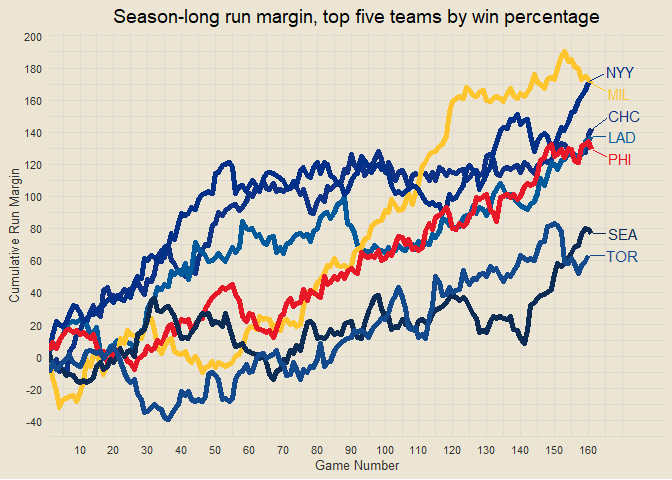 Season-long run margin, top five teams by win percentage
200
180
160
140
120
100
80
60
40
20
0
-20
-40
Cumulative Run Margin
NYY
MIL
CHC
LAD
PHI
SEA
TOR
10 20 30 40 50 60 70 80 90 100 110 120 130 140 150 160
Game Number